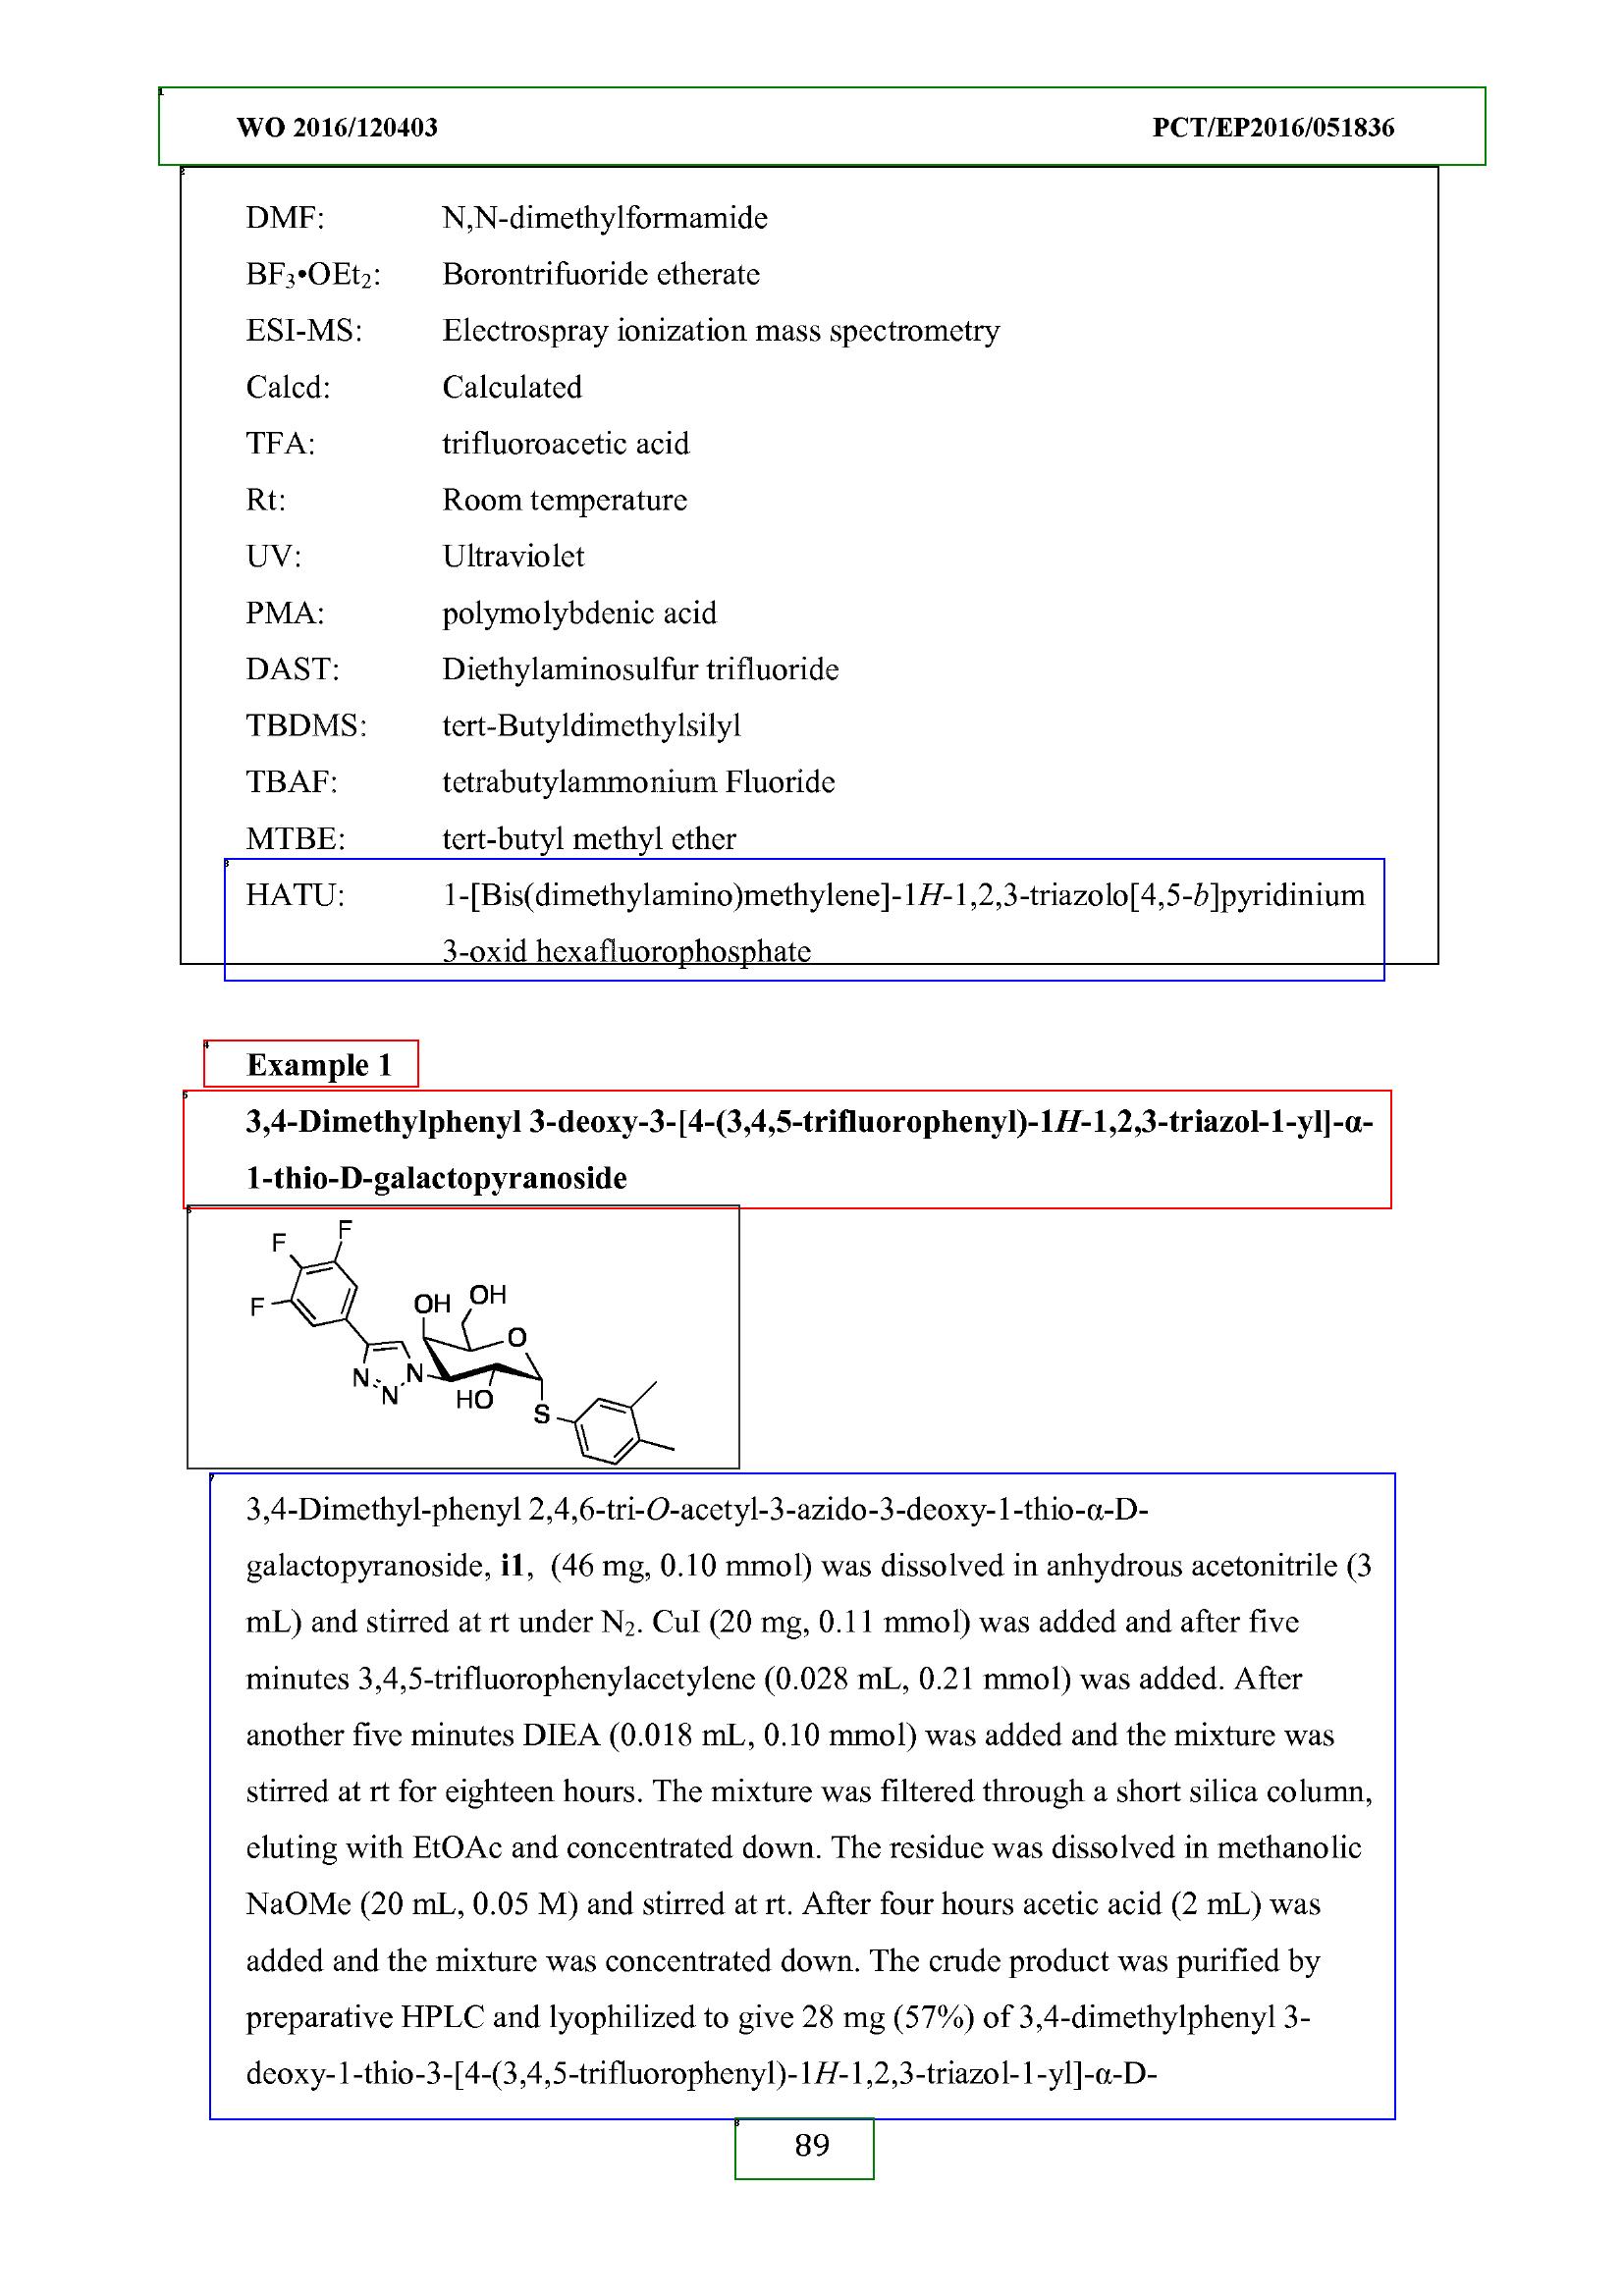 WO 2016/120403 PCT/EP2016/051836
DMF: N,N-dimethylformamide
BF₃•OEt₂: Borontrifuoride etherate
ESI-MS: Electrospray ionization mass spectrometry
Calcd: Calculated
TFA: trifluoroacetic acid
Rt: Room temperature
UV: Ultraviolet
PMA: polymolybdenic acid
DAST: Diethylaminosulfur trifluoride
TBDMS: tert-Butyldimethylsilyl
TBAF: tetrabutylammonium Fluoride
MTBE: tert-butyl methyl ether
HATU: 1-[Bis(dimethylamino)methylene]-1H-1,2,3-triazolo[4,5-b]pyridinium
3-oxid hexafluorophosphate
Example 1
3,4-Dimethylphenyl 3-deoxy-3-[4-(3,4,5-trifluorophenyl)-1H-1,2,3-triazol-1-yl]-α-
1-thio-D-galactopyranoside
F F
F OH OH
O
N N N
HO S
3,4-Dimethyl-phenyl 2,4,6-tri-O-acetyl-3-azido-3-deoxy-1-thio-α-D-
galactopyranoside, i1, (46 mg, 0.10 mmol) was dissolved in anhydrous acetonitrile (3
mL) and stirred at rt under N₂. CuI (20 mg, 0.11 mmol) was added and after five
minutes 3,4,5-trifluorophenylacetylene (0.028 mL, 0.21 mmol) was added. After
another five minutes DIEA (0.018 mL, 0.10 mmol) was added and the mixture was
stirred at rt for eighteen hours. The mixture was filtered through a short silica column,
eluting with EtOAc and concentrated down. The residue was dissolved in methanolic
NaOMe (20 mL, 0.05 M) and stirred at rt. After four hours acetic acid (2 mL) was
added and the mixture was concentrated down. The crude product was purified by
preparative HPLC and lyophilized to give 28 mg (57%) of 3,4-dimethylphenyl 3-
deoxy-1-thio-3-[4-(3,4,5-trifluorophenyl)-1H-1,2,3-triazol-1-yl]-α-D-
89